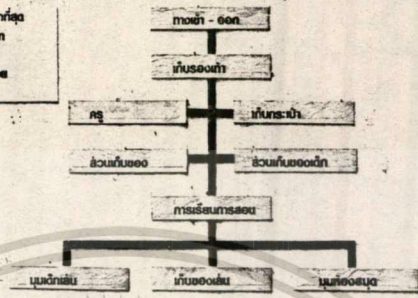 ทางเข้า - ออก
เก็บรองเท้า
ครู
เก็บกระเป๋า
ส่วนเก็บของ
ส่วนเก็บของเด็ก
การเรียนการสอน
มุมเด็กเล่น
เก็บของเล่น
มุมห้องสมุด